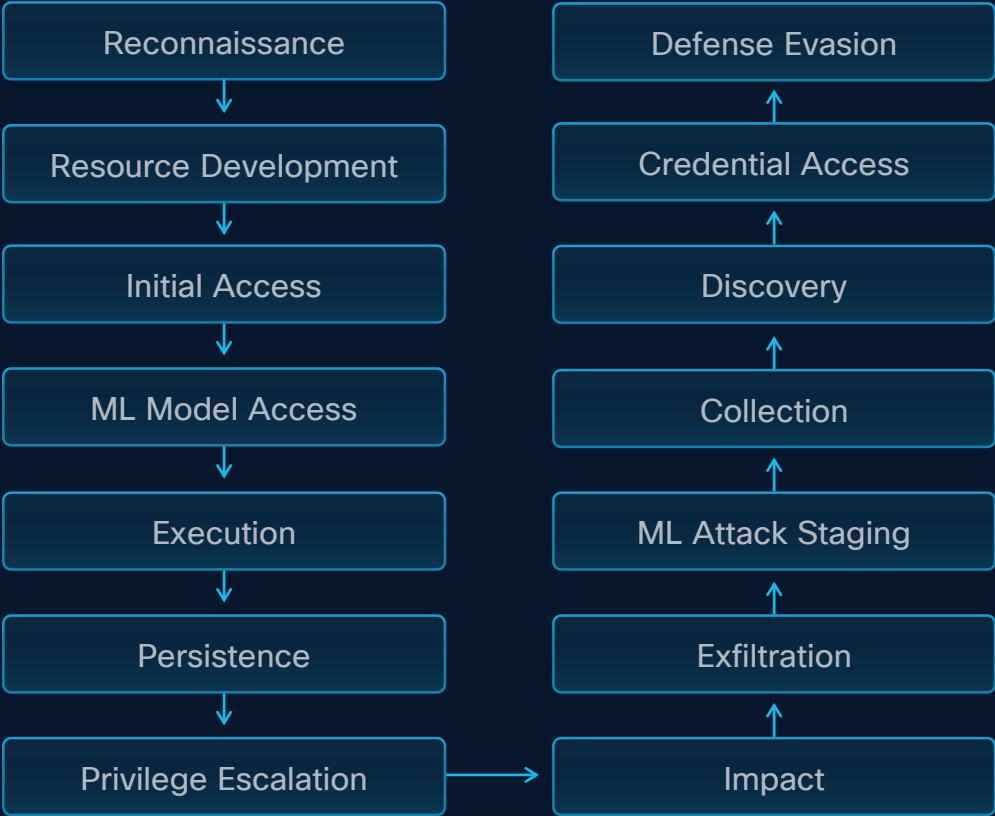 Reconnaissance
Resource Development
Initial Access
ML Model Access
Execution
Persistence
Privilege Escalation
Defense Evasion
Credential Access
Discovery
Collection
ML Attack Staging
Exfiltration
Impact